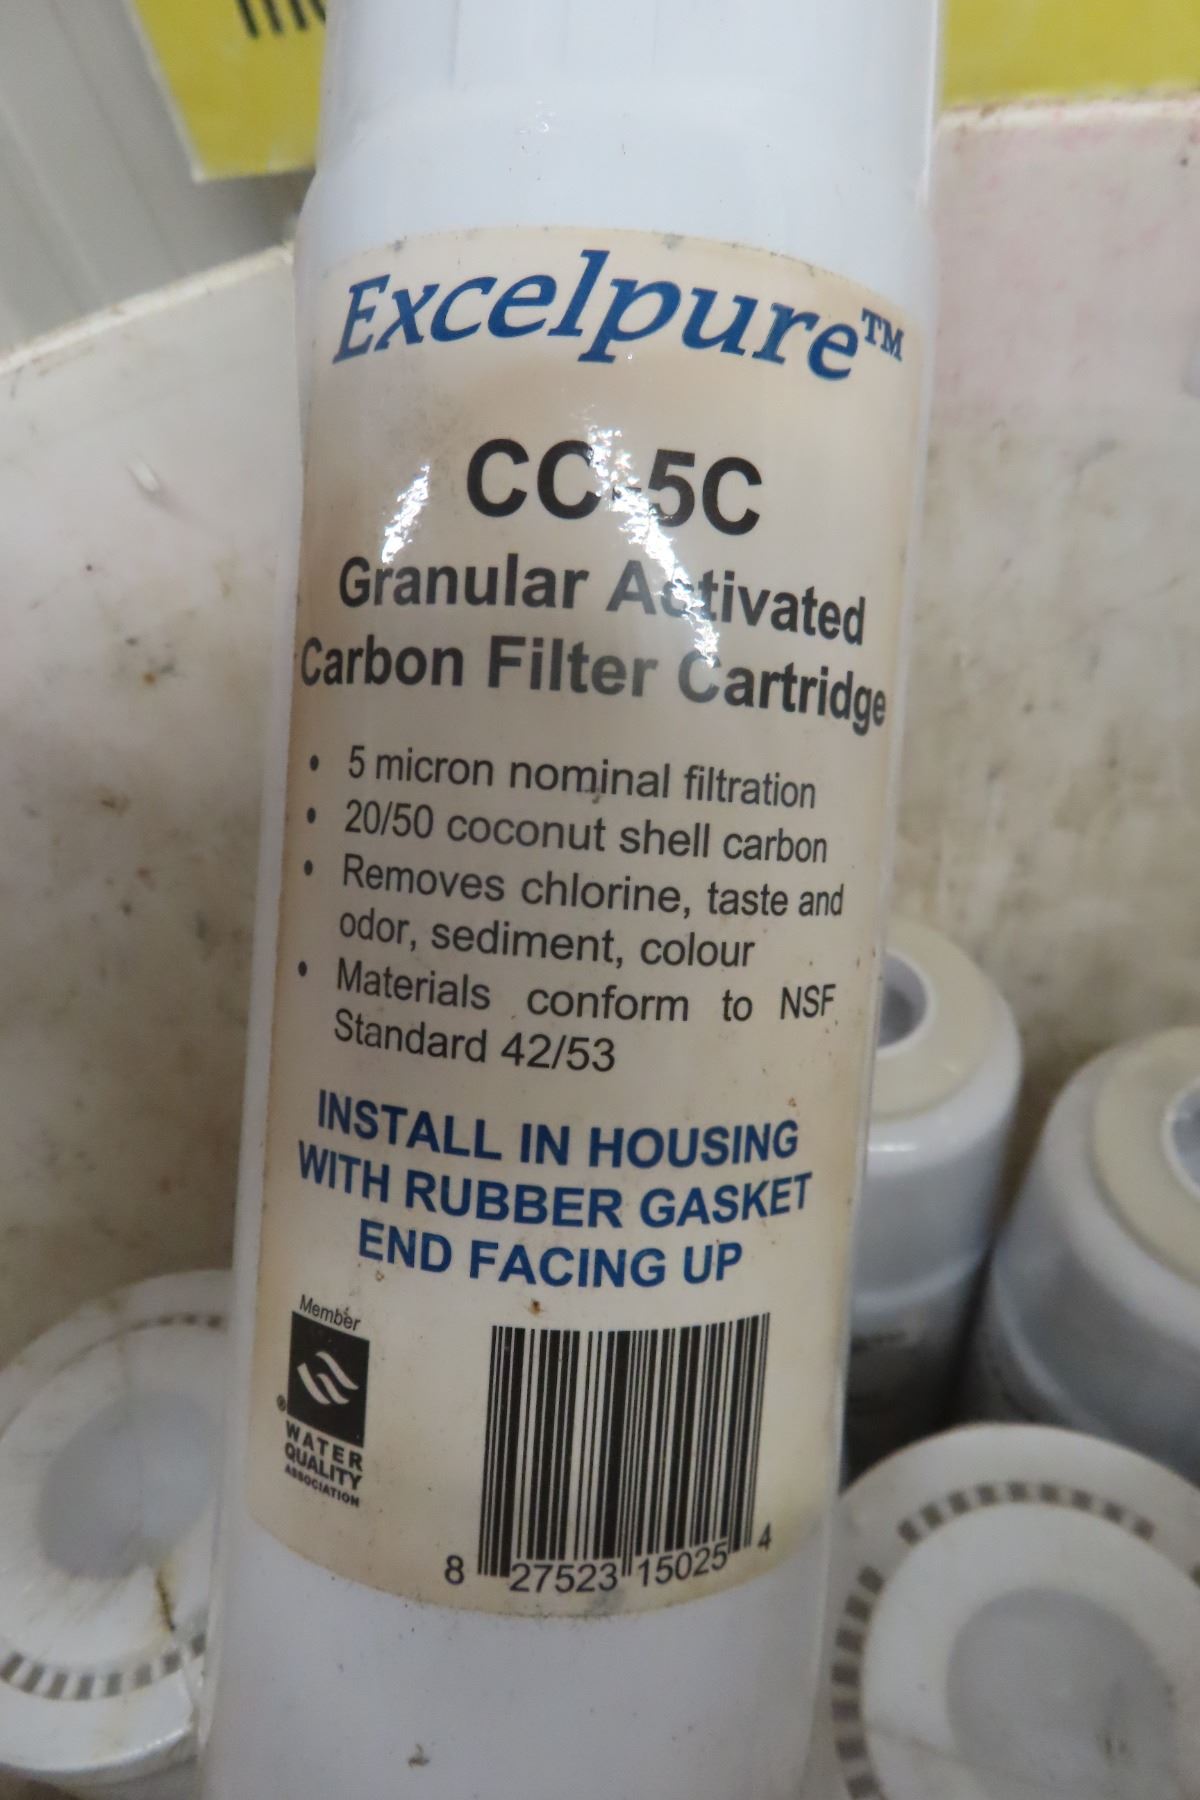 Excelpure™
CC-5C
Granular Activated
Carbon Filter Cartridge
• 5 micron nominal filtration
• 20/50 coconut shell carbon
• Removes chlorine, taste and
odor, sediment, colour
• Materials conform to NSF
Standard 42/53
INSTALL IN HOUSING
WITH RUBBER GASKET
END FACING UP
Member
®
WATER
QUALITY
ASSOCIATION
8 27523 15025 4